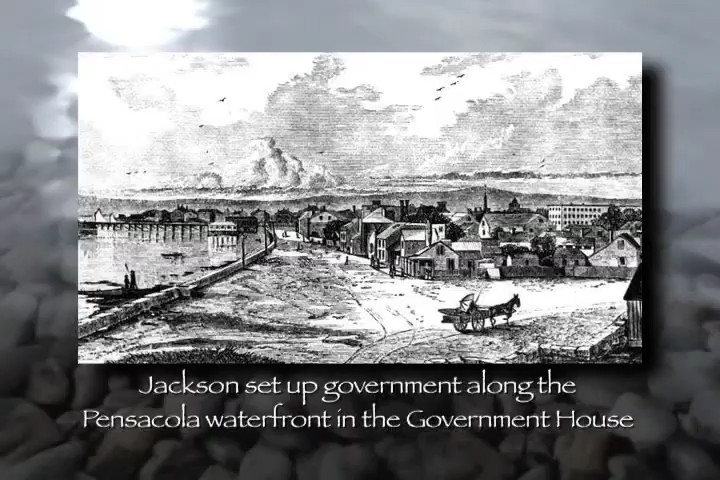 Jackson set up government along the
Pensacola waterfront in the Government House